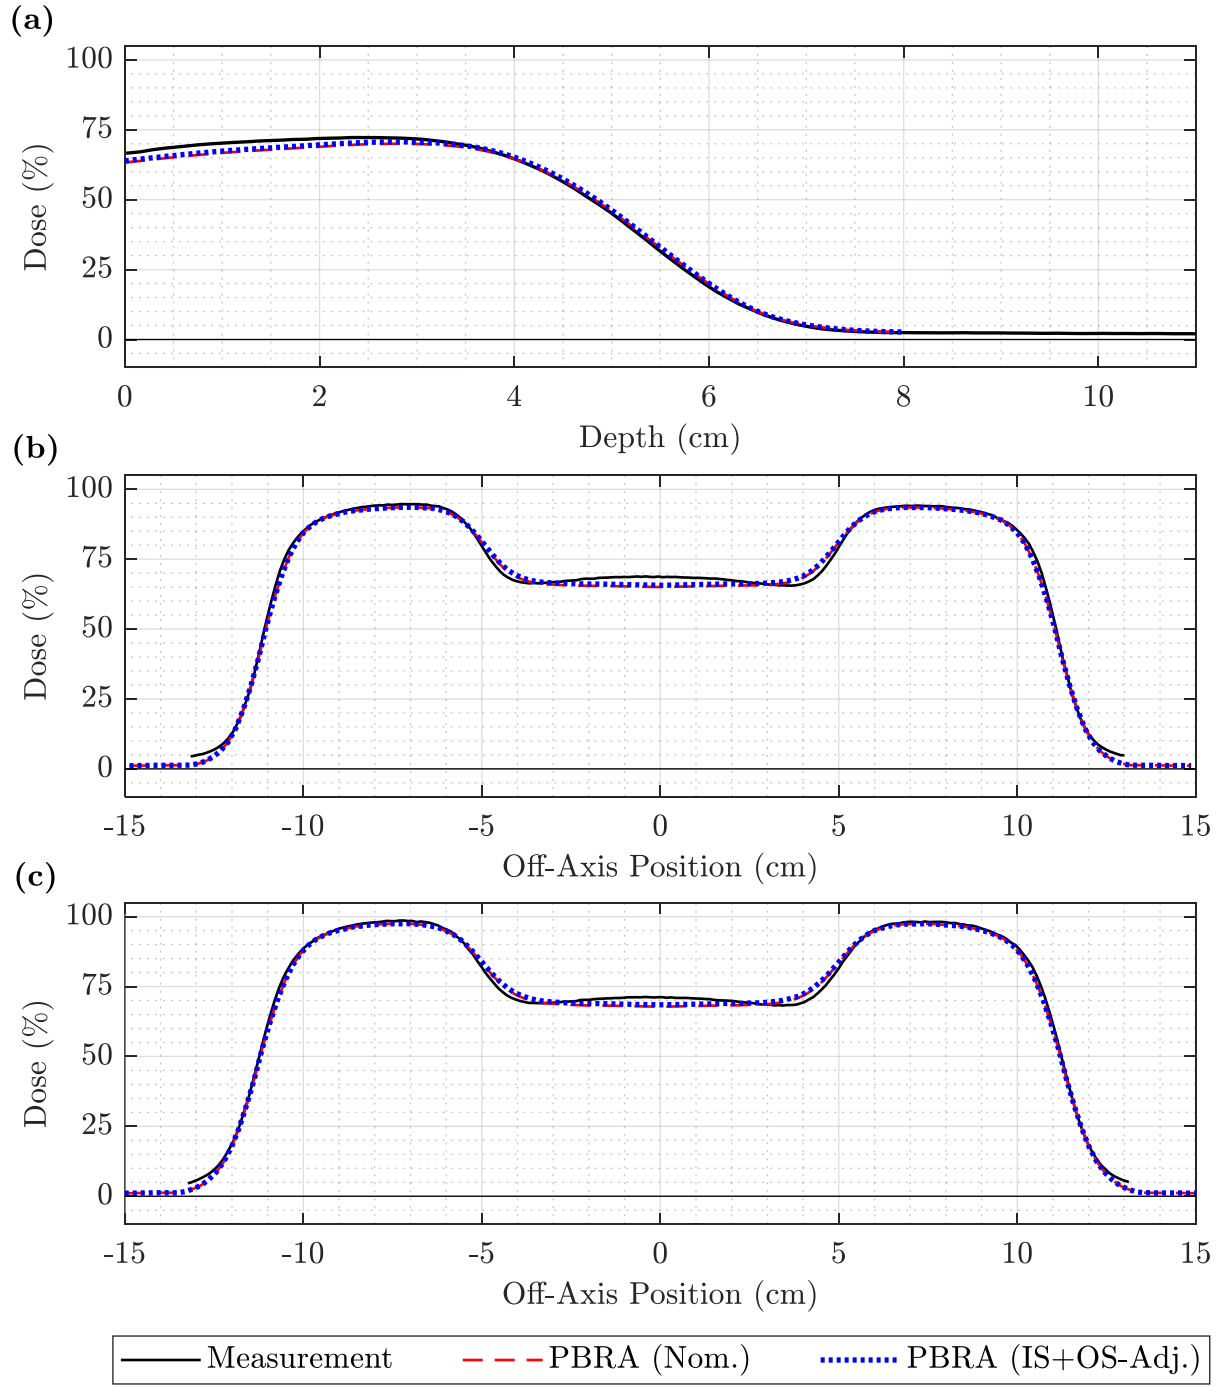 (a)
100
75
50
25
0
Dose (%)
0 2 4 6 8 10
Depth (cm)
(b)
100
75
50
25
0
Dose (%)
-15 -10 -5 0 5 10 15
Off-Axis Position (cm)
(c)
100
75
50
25
0
Dose (%)
-15 -10 -5 0 5 10 15
Off-Axis Position (cm)
Measurement PBRA (Nom.) PBRA (IS+OS-Adj.)